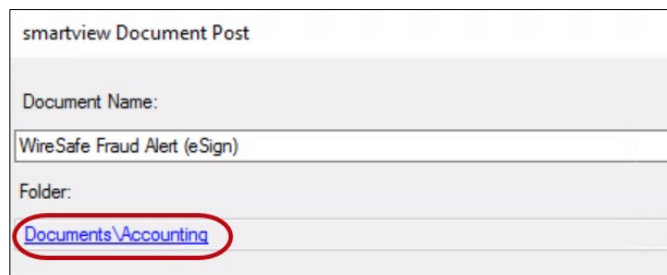 smartview Document Post
Document Name:
WireSafe Fraud Alert (eSign)
Folder:
Documents\Accounting